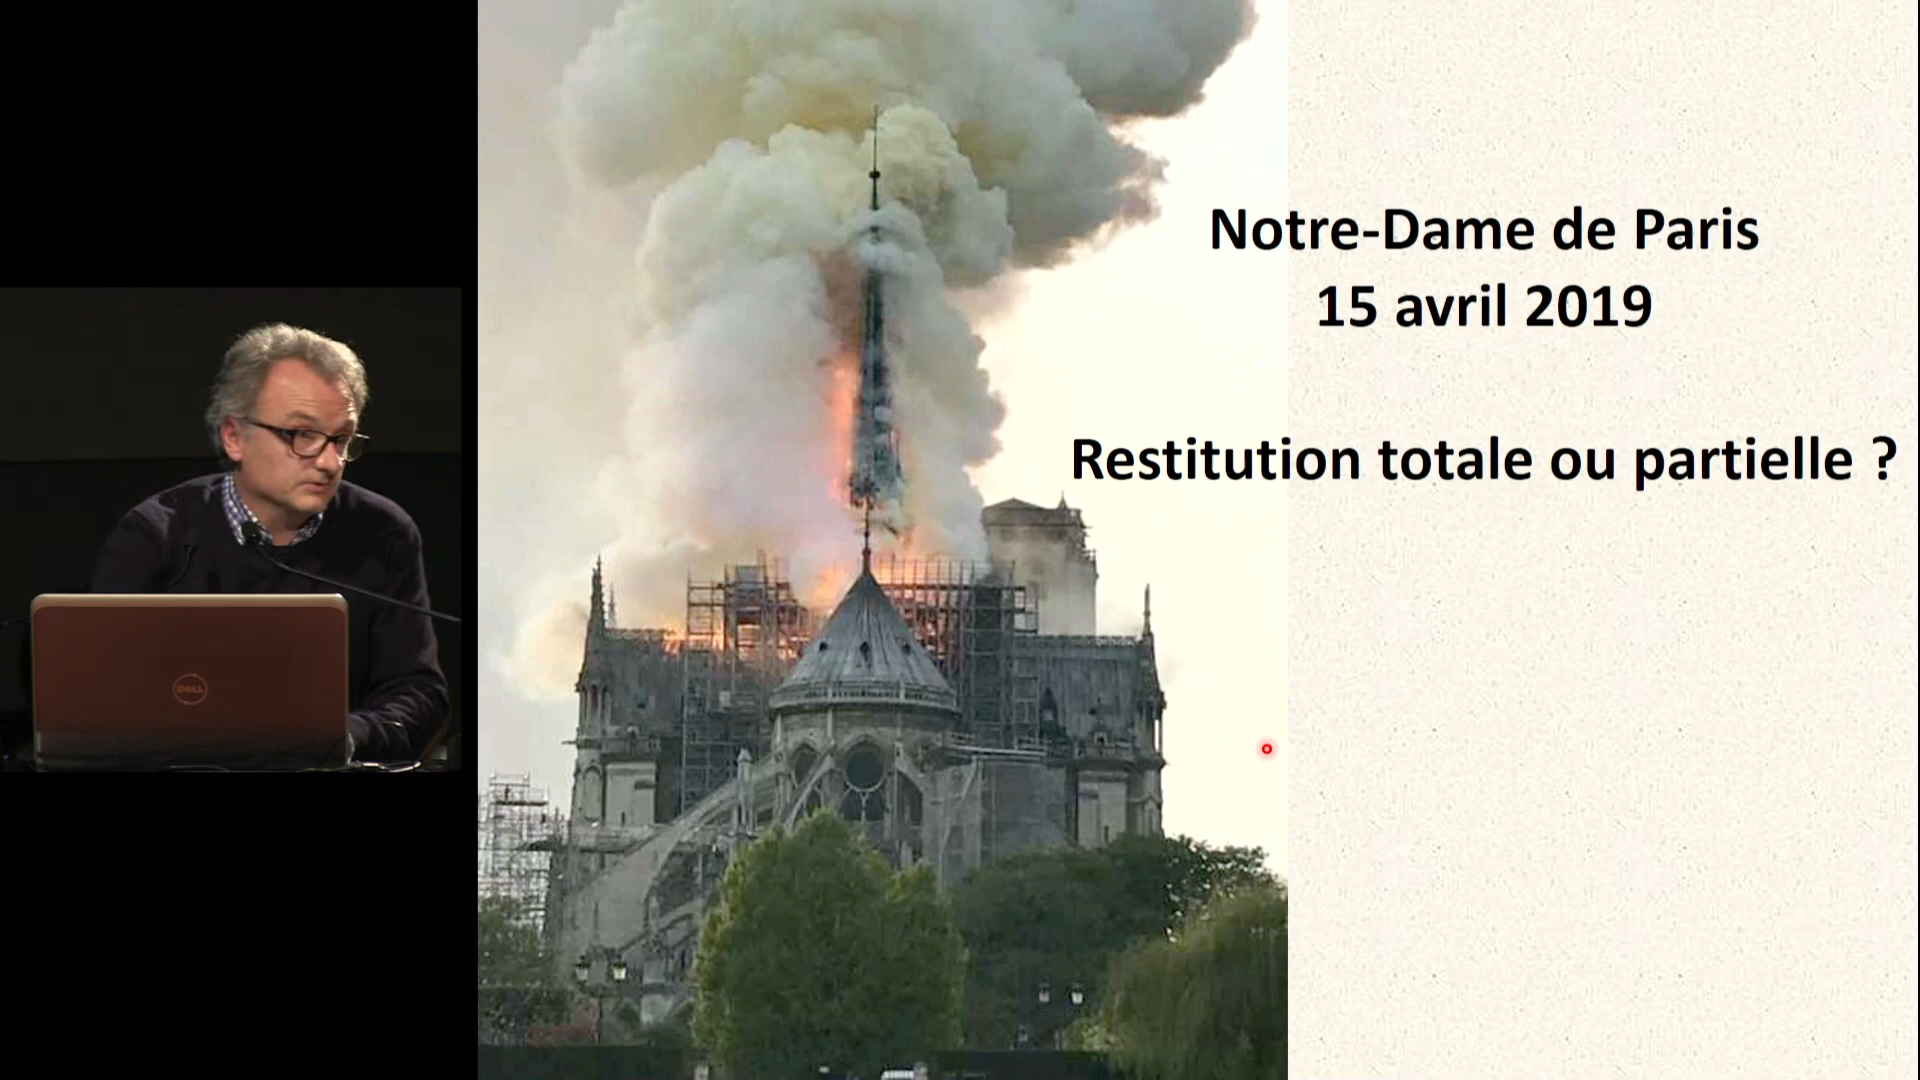 Notre-Dame de Paris
15 avril 2019
Restitution totale ou partielle ?
DELL